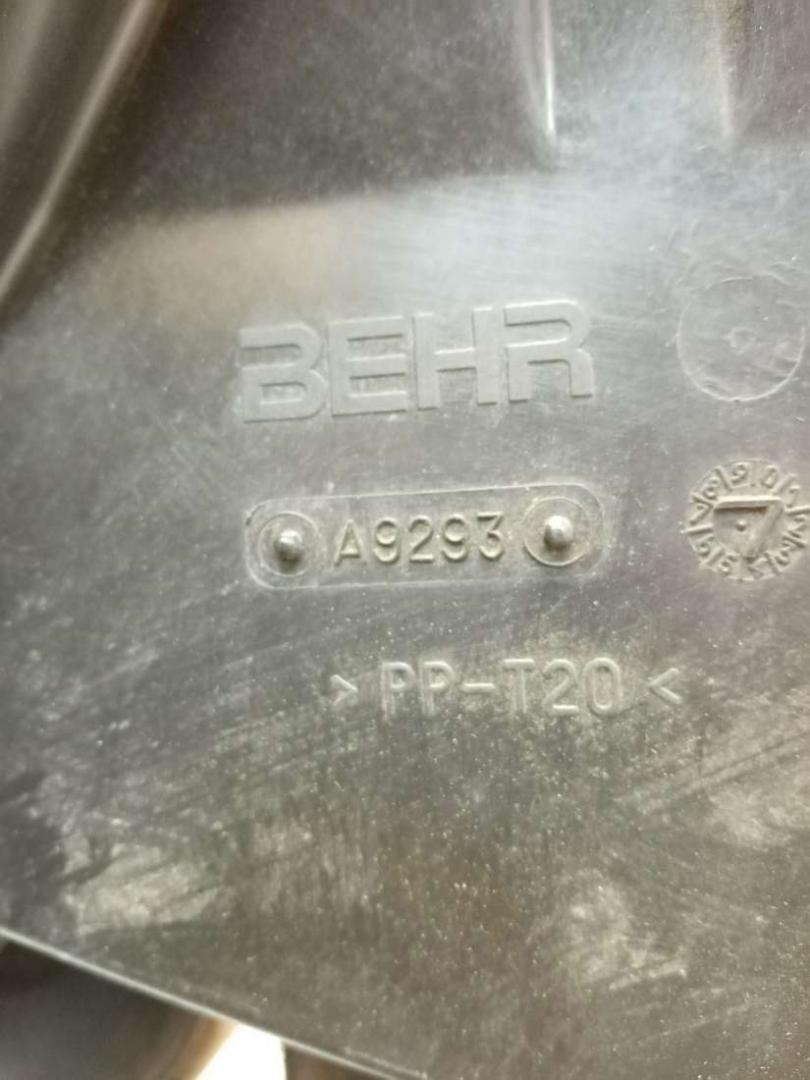 BEHR
A9293
> PP-T20 <